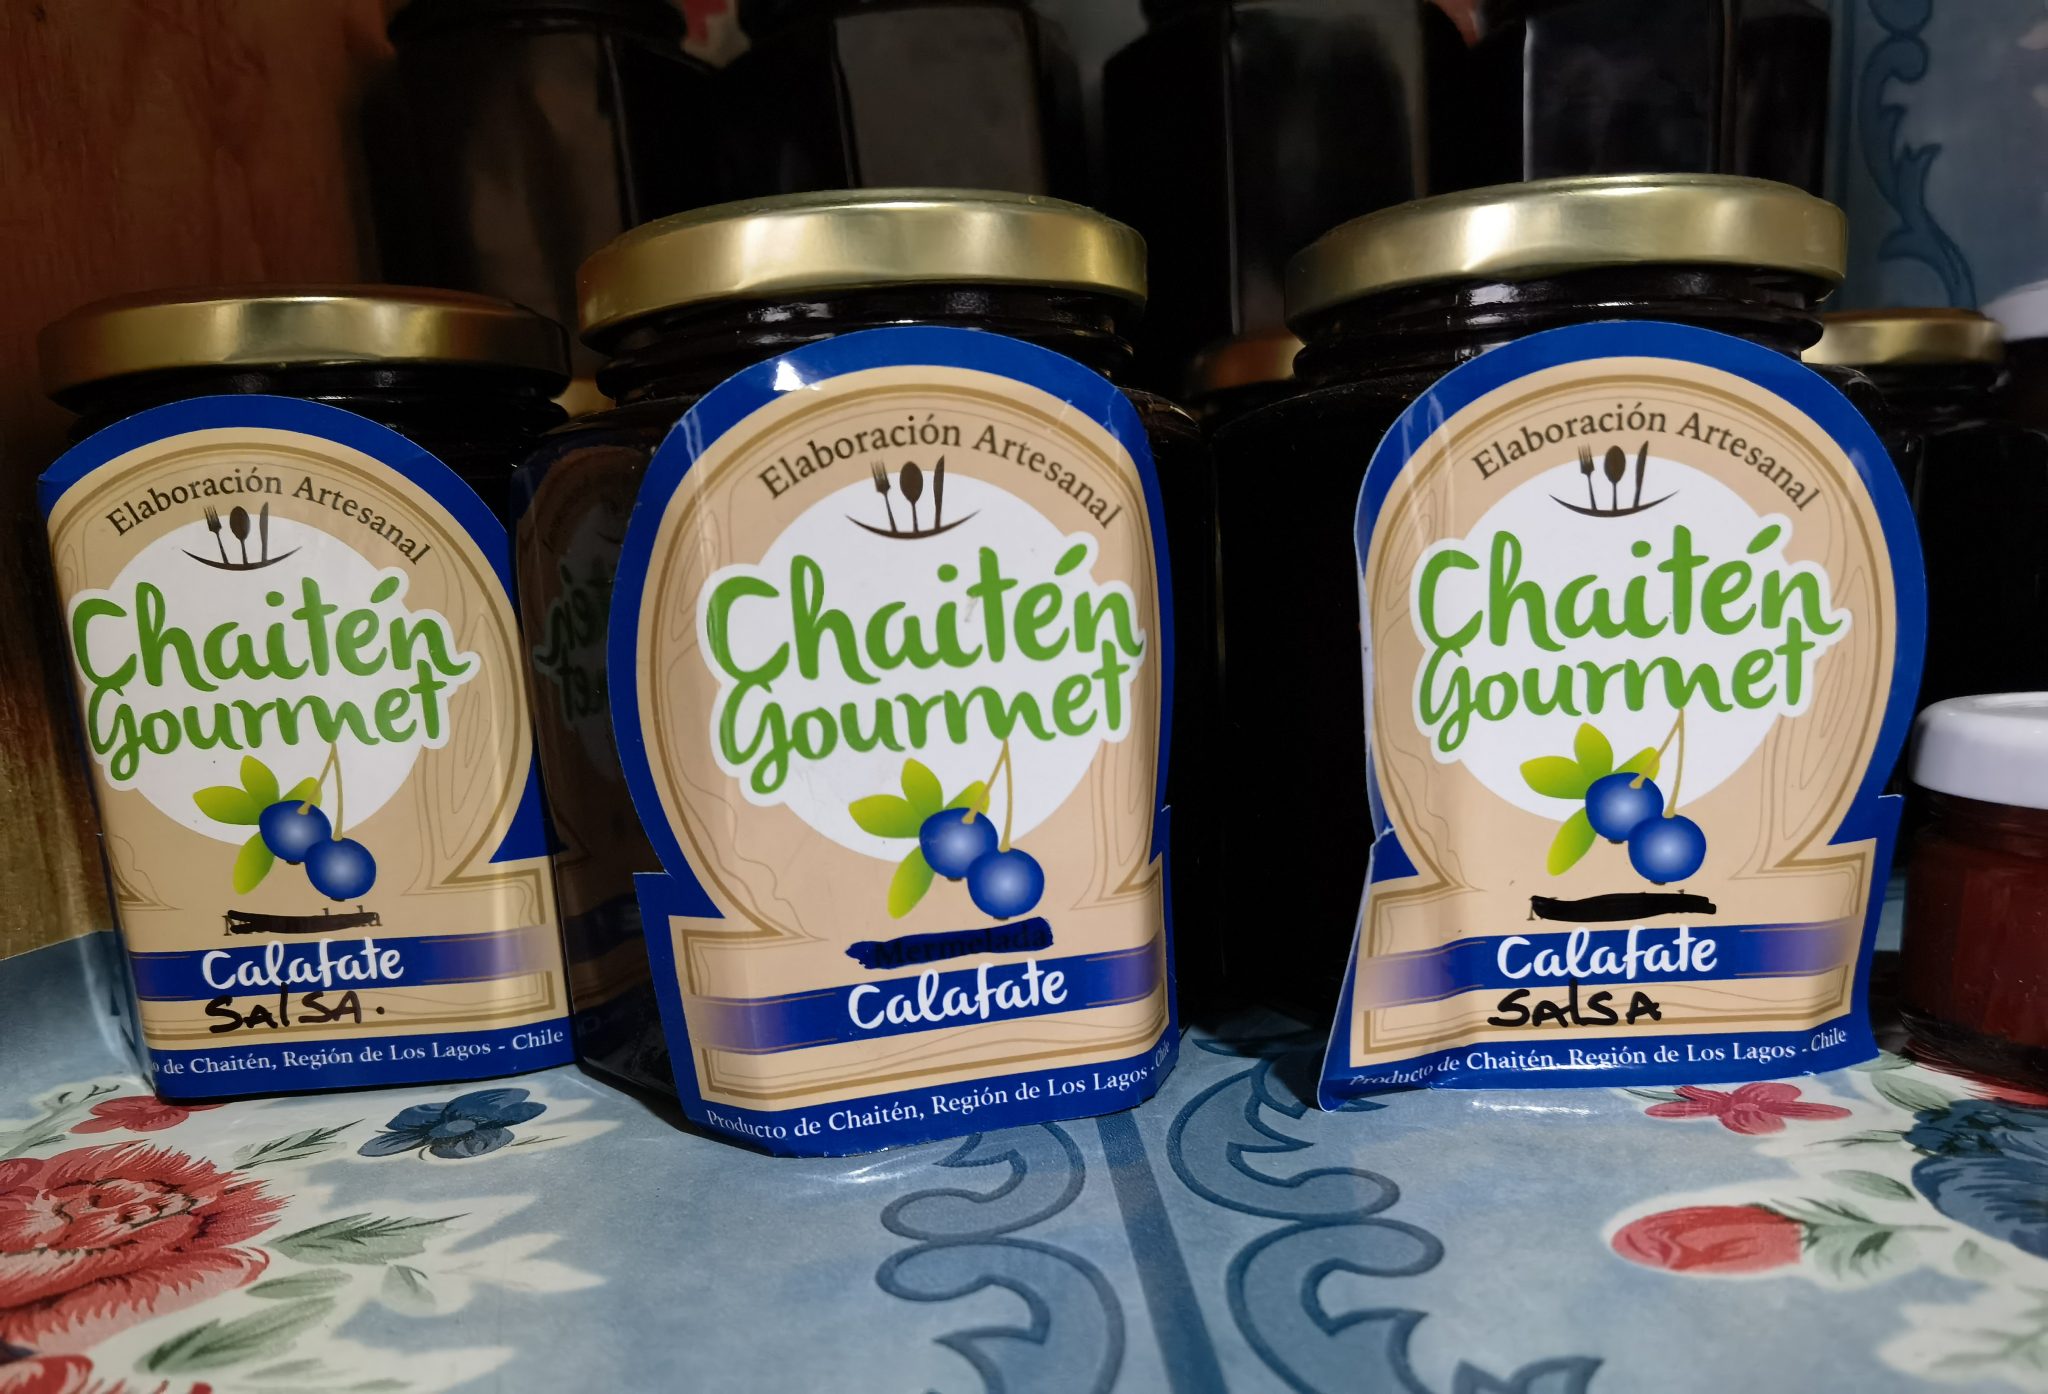 Elaboración Artesanal
Chaitén
Gourmet
Calafate
SAlSA.
de Chaitén, Región de Los Lagos - Chile
Elaboración Artesanal
Chaitén
Gourmet
Mermelada
Calafate
Producto de Chaitén, Región de Los Lagos - Chile
Elaboración Artesanal
Chaitén
Gourmet
Calafate
SAlSA
Producto de Chaitén, Región de Los Lagos - Chile